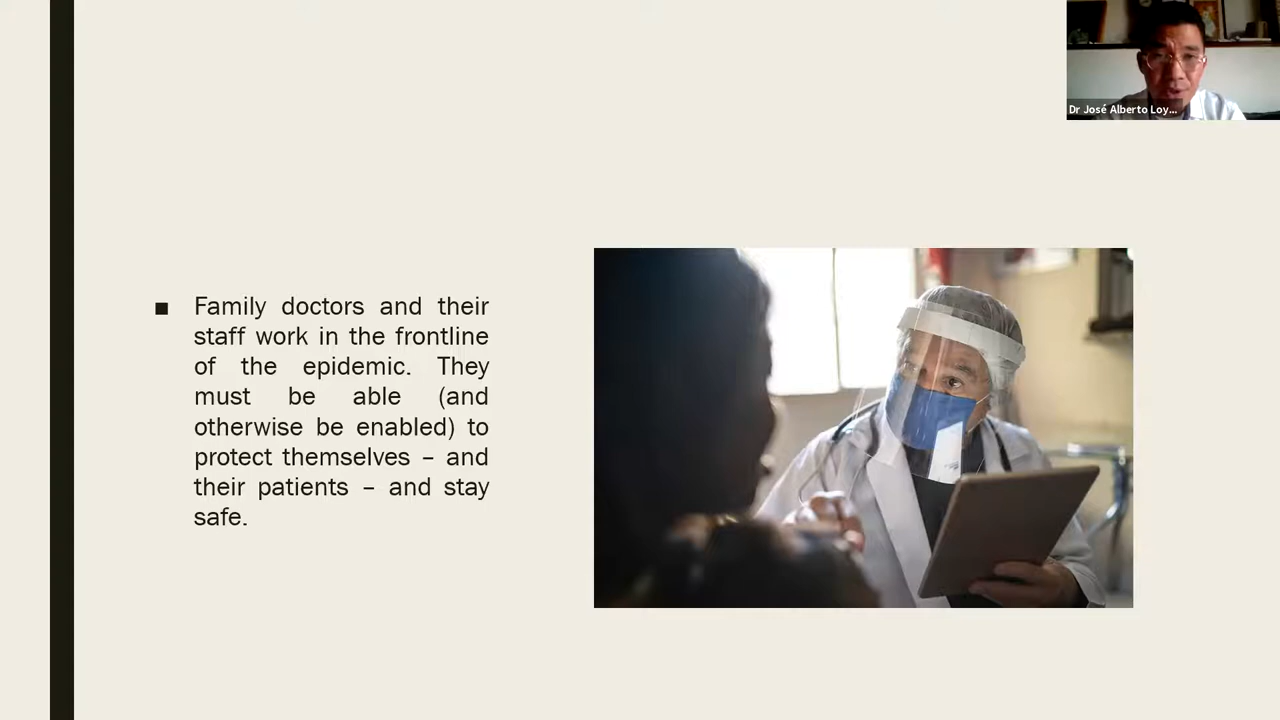 Dr José Alberto Loy...
■ Family doctors and their
staff work in the frontline
of the epidemic. They
must be able (and
otherwise be enabled) to
protect themselves – and
their patients – and stay
safe.